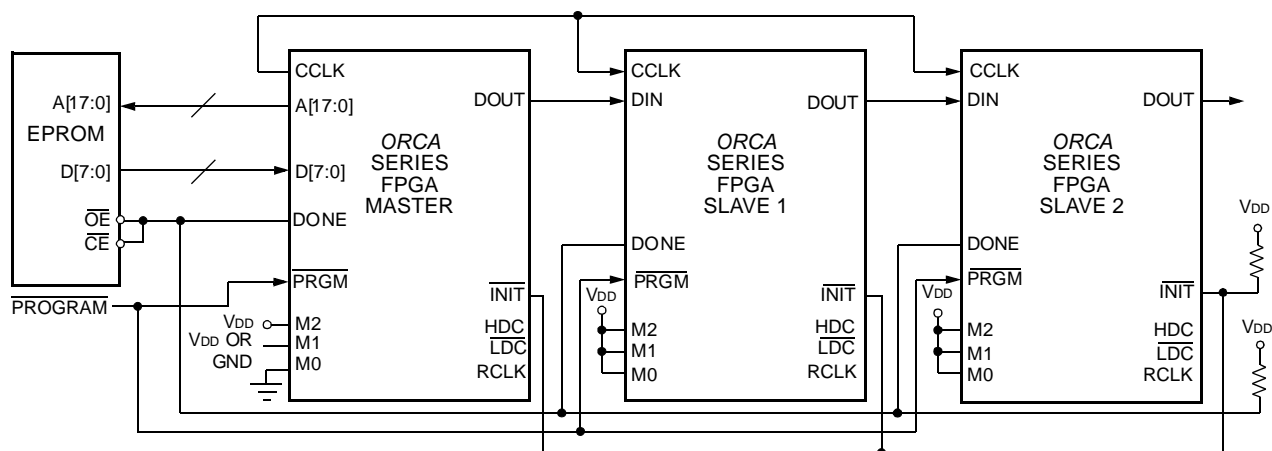 EPROM
A[17:0]
D[7:0]
OE
CE
PROGRAM
CCLK
A[17:0]
D[7:0]
DONE
PRGM
VDD
M2
VDD OR
GND
M1
M0
DOUT
ORCA
SERIES
FPGA
MASTER
INIT
HDC
LDC
RCLK
CCLK
DIN
DOUT
ORCA
SERIES
FPGA
SLAVE 1
DONE
PRGM
VDD
M2
M1
M0
INIT
HDC
LDC
RCLK
CCLK
DIN
DOUT
ORCA
SERIES
FPGA
SLAVE 2
DONE
PRGM
VDD
M2
M1
M0
INIT
HDC
LDC
RCLK
VDD
VDD